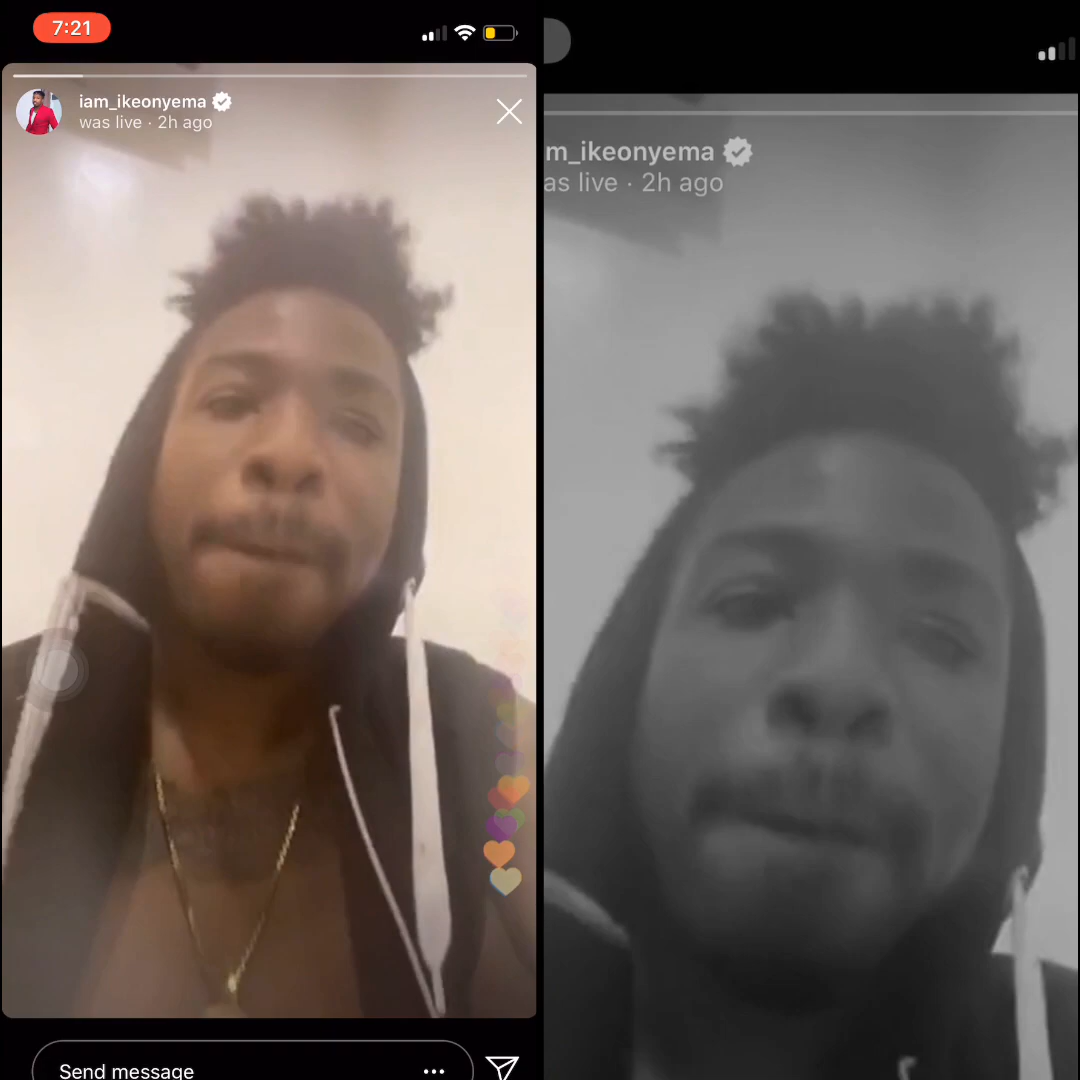 7:21
iam_ikeonyema
was live · 2h ago
Send message
m_ikeonyema
as live · 2h ago